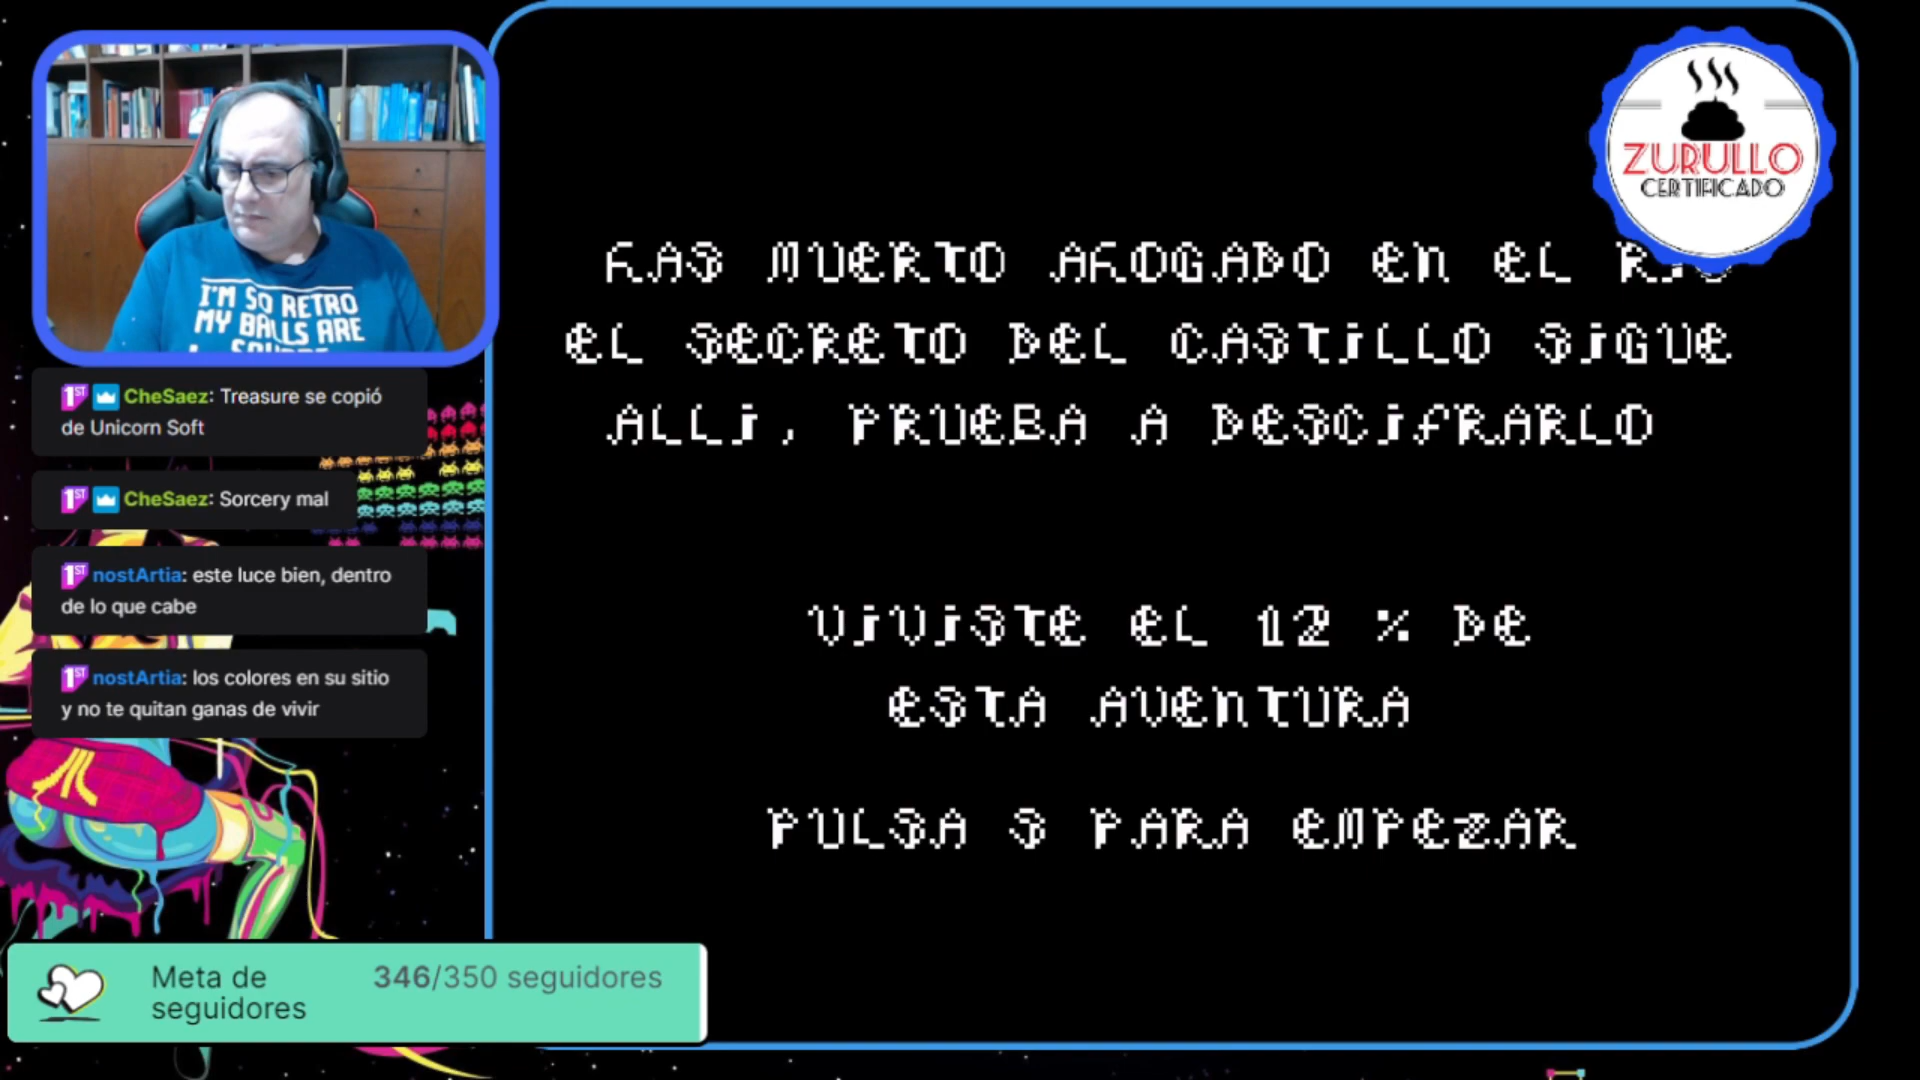 I'M SO RETRO
MY BALLS ARE
CheSaez: Treasure se copió
de Unicorn Soft
CheSaez: Sorcery mal
nostArtia: este luce bien, dentro
de lo que cabe
nostArtia: los colores en su sitio
y no te quitan ganas de vivir
Meta de
seguidores
346/350 seguidores
ZURULLO
CERTIFICADO
HAS MUERTO AHOGADO EN EL RIO
EL SECRETO DEL CASTILLO SIGUE
ALLI, PRUEBA A DESCIFRARLO
VIVISTE EL 12 % DE
ESTA AVENTURA
PULSA S PARA EMPEZAR